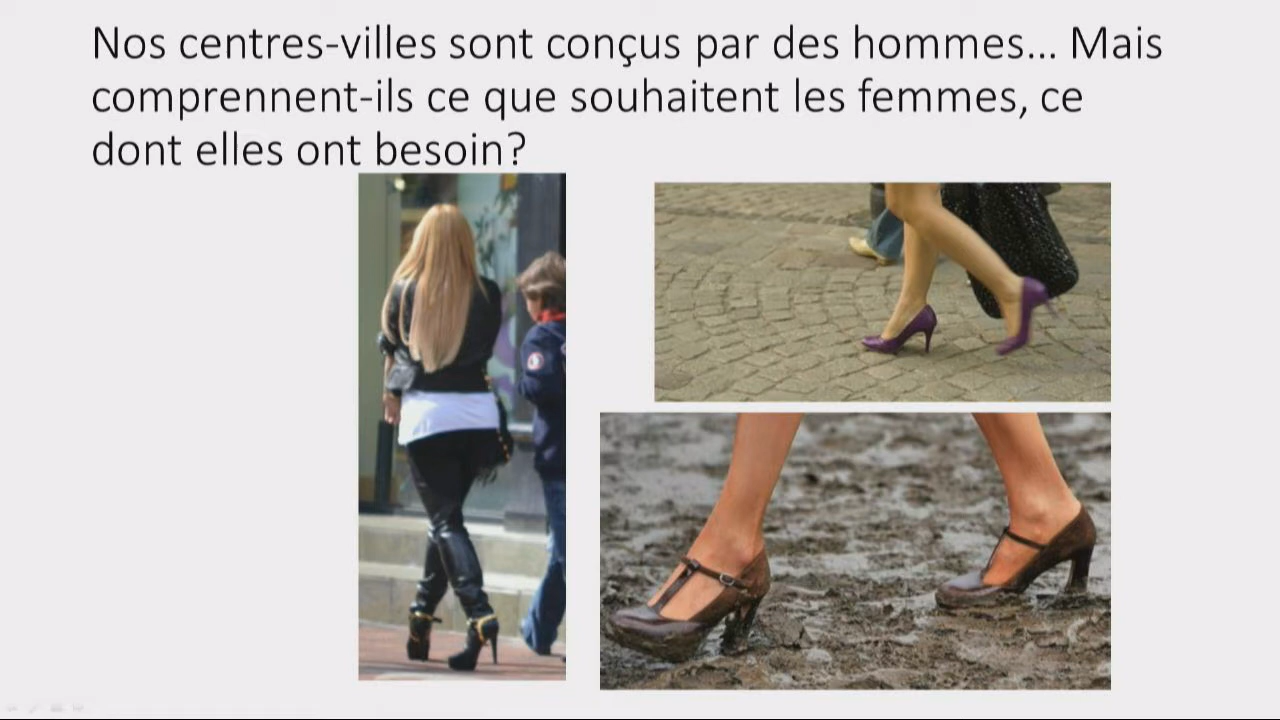 Nos centres-villes sont conçus par des hommes... Mais
comprennent-ils ce que souhaitent les femmes, ce
dont elles ont besoin?